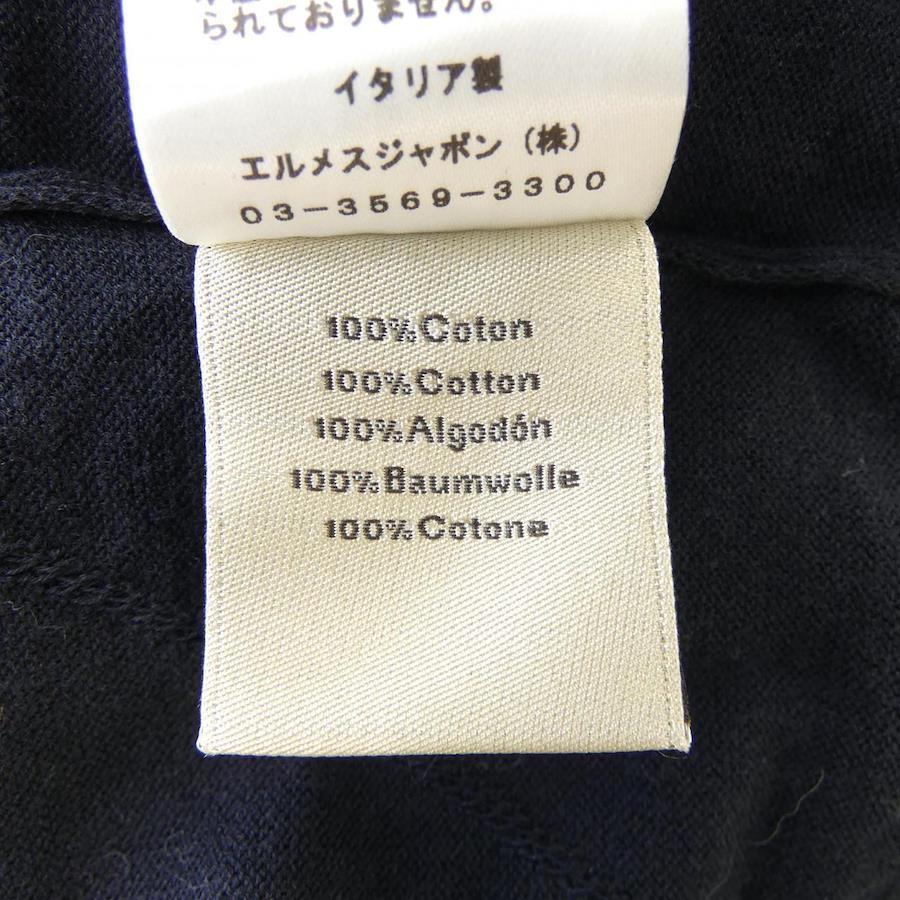 られておりません。
イタリア製
エルメスジャポン（株）
03-3569-3300
100%Coton
100%Cotton
100%Algodón
100%Baumwolle
100%Cotone